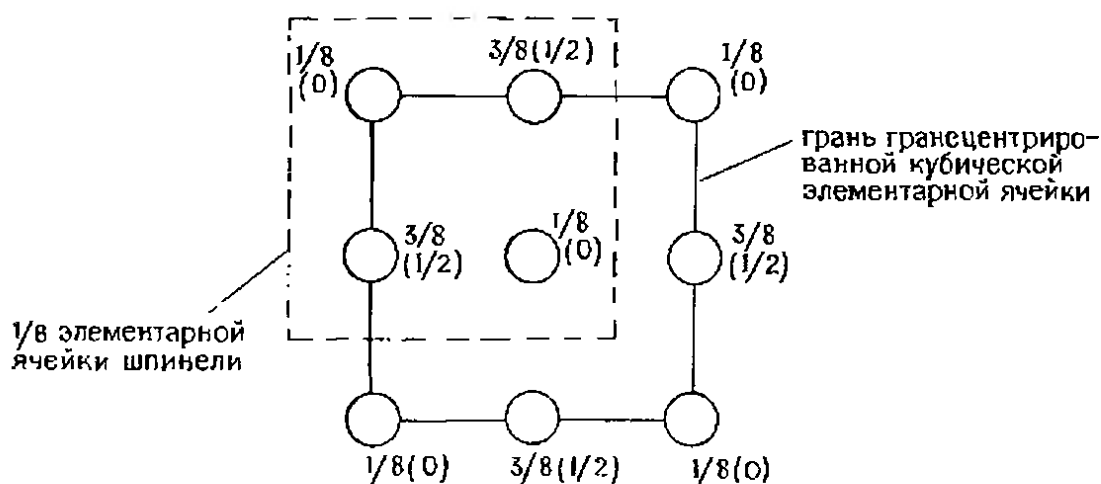 1/8
(0)
3/8(1/2)
1/8
(0)
грань гранецентриро-
ванной кубической
элементарной ячейки
3/8
(1/2)
1/8
(0)
3/8
(1/2)
1/8 элементарной
ячейки шпинели
1/8(0)
3/8(1/2)
1/8(0)